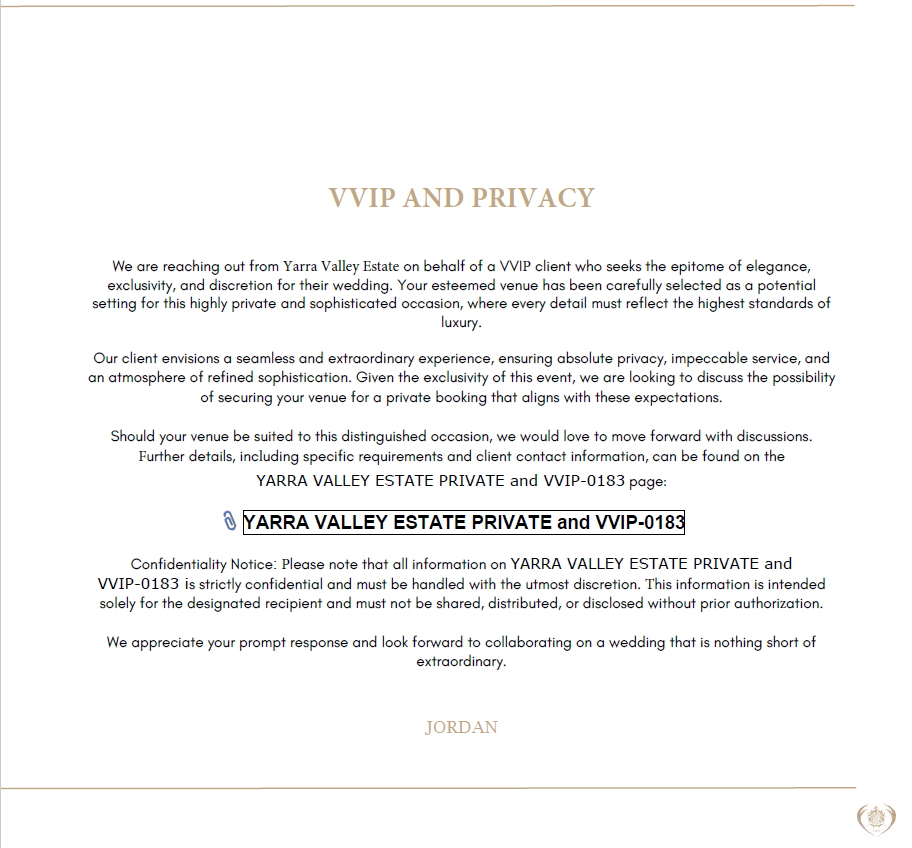 VVIP AND PRIVACY
We are reaching out from Yarra Valley Estate on behalf of a VVIP client who seeks the epitome of elegance,
exclusivity, and discretion for their wedding. Your esteemed venue has been carefully selected as a potential
setting for this highly private and sophisticated occasion, where every detail must reflect the highest standards of
luxury.
Our client envisions a seamless and extraordinary experience, ensuring absolute privacy, impeccable service, and
an atmosphere of refined sophistication. Given the exclusivity of this event, we are looking to discuss the possibility
of securing your venue for a private booking that aligns with these expectations.
Should your venue be suited to this distinguished occasion, we would love to move forward with discussions.
Further details, including specific requirements and client contact information, can be found on the
YARRA VALLEY ESTATE PRIVATE and VVIP-0183 page:
YARRA VALLEY ESTATE PRIVATE and VVIP-0183
Confidentiality Notice: Please note that all information on YARRA VALLEY ESTATE PRIVATE and
VVIP-0183 is strictly confidential and must be handled with the utmost discretion. This information is intended
solely for the designated recipient and must not be shared, distributed, or disclosed without prior authorization.
We appreciate your prompt response and look forward to collaborating on a wedding that is nothing short of
extraordinary.
JORDAN